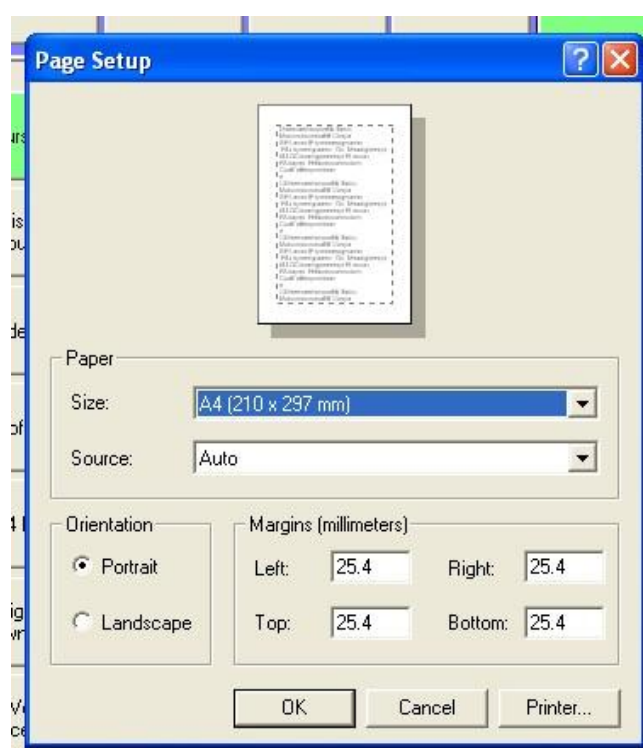 Page Setup
Paper
Size: A4 (210 x 297 mm)
Source: Auto
Orientation
Portrait
Landscape
Margins (millimeters)
Left: 25.4 Right: 25.4
Top: 25.4 Bottom: 25.4
OK Cancel Printer...